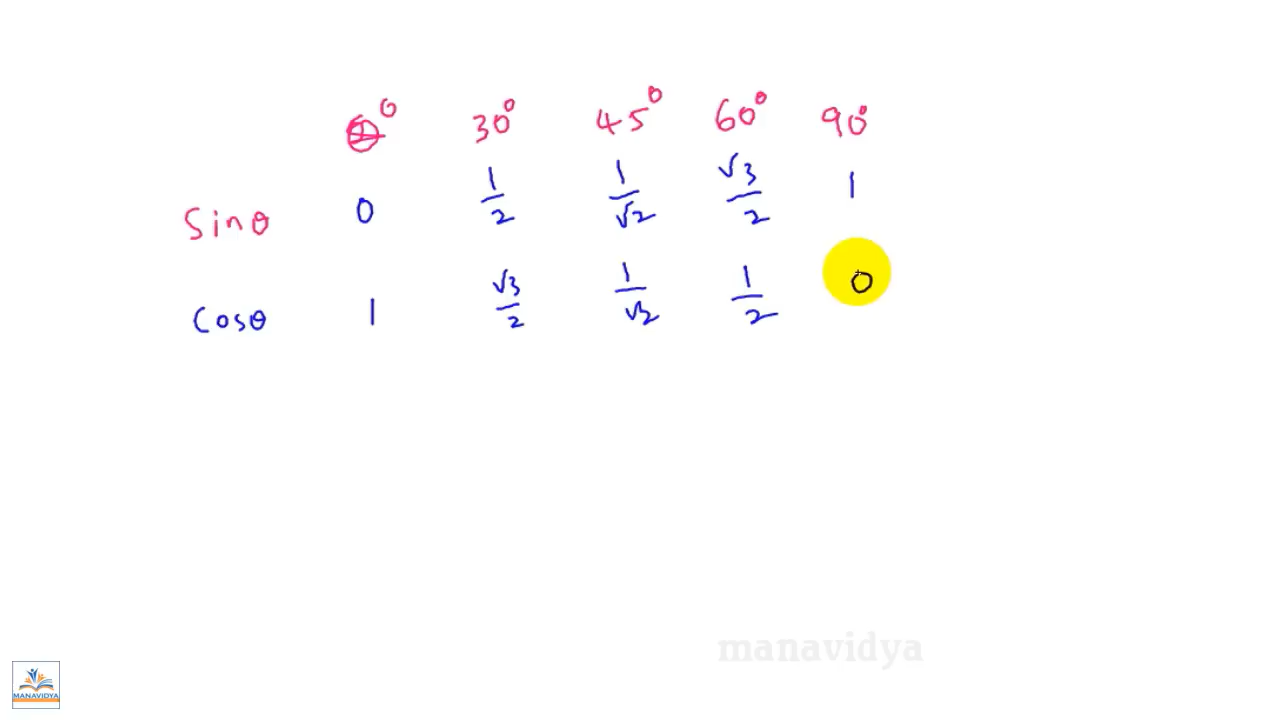 0° 30° 45° 60° 90°
Sinθ 0 1/2 1/√2 √3/2 1
Cosθ 1 √3/2 1/√2 1/2 0
manavidya
MANAVIDYA